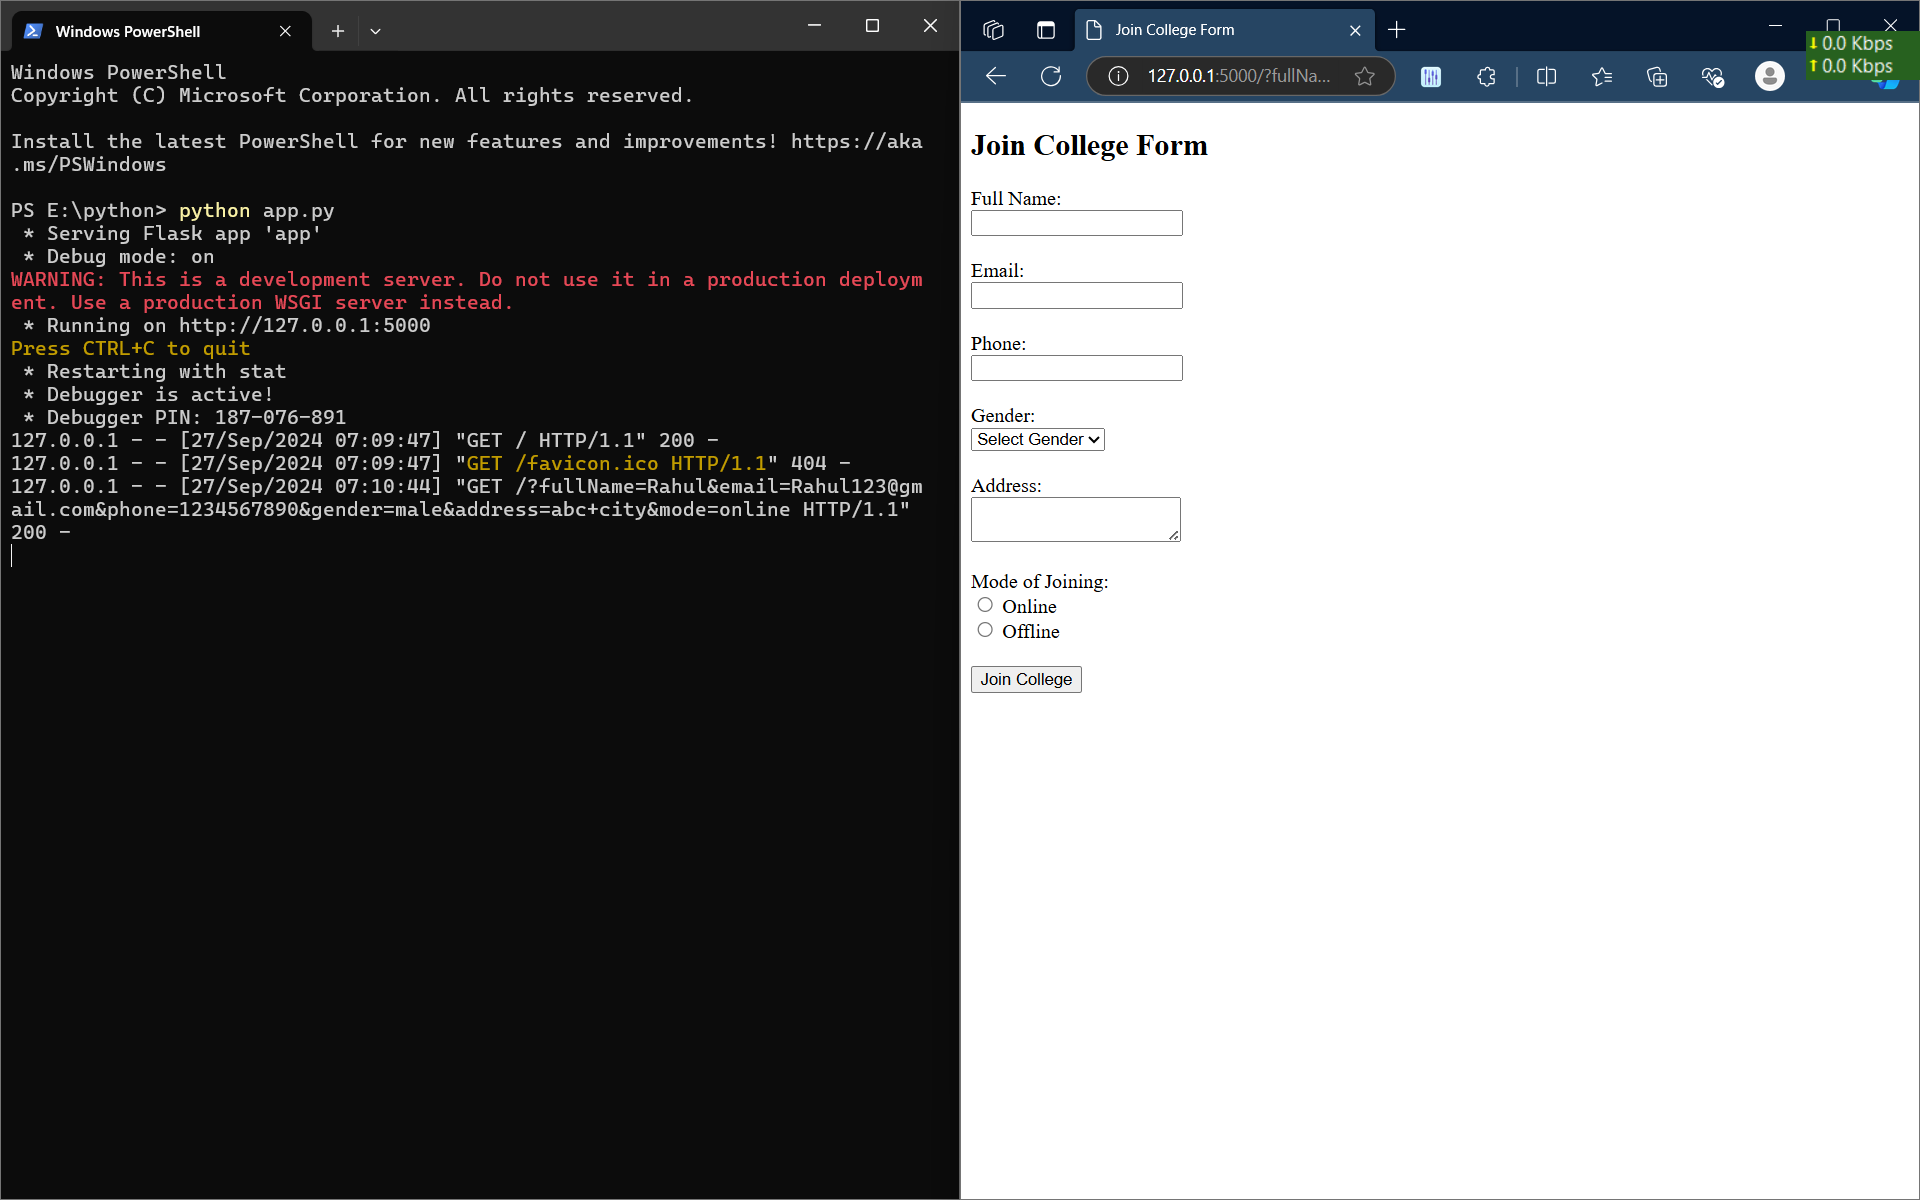 Windows PowerShell
Windows PowerShell
Copyright (C) Microsoft Corporation. All rights reserved.
Install the latest PowerShell for new features and improvements! https://aka
.ms/PSWindows
PS E:\python> python app.py
 * Serving Flask app 'app'
 * Debug mode: on
WARNING: This is a development server. Do not use it in a production deploym
ent. Use a production WSGI server instead.
 * Running on http://127.0.0.1:5000
Press CTRL+C to quit
 * Restarting with stat
 * Debugger is active!
 * Debugger PIN: 187-076-891
127.0.0.1 - - [27/Sep/2024 07:09:47] "GET / HTTP/1.1" 200 -
127.0.0.1 - - [27/Sep/2024 07:09:47] "GET /favicon.ico HTTP/1.1" 404 -
127.0.0.1 - - [27/Sep/2024 07:10:44] "GET /?fullName=Rahul&email=Rahul123@gm
ail.com&phone=1234567890&gender=male&address=abc+city&mode=online HTTP/1.1"
200 -
Join College Form
↓ 0.0 Kbps
↑ 0.0 Kbps
127.0.0.1:5000/?fullNa...
Join College Form
Full Name:
Email:
Phone:
Gender:
Select Gender
Address:
Mode of Joining:
Online
Offline
Join College